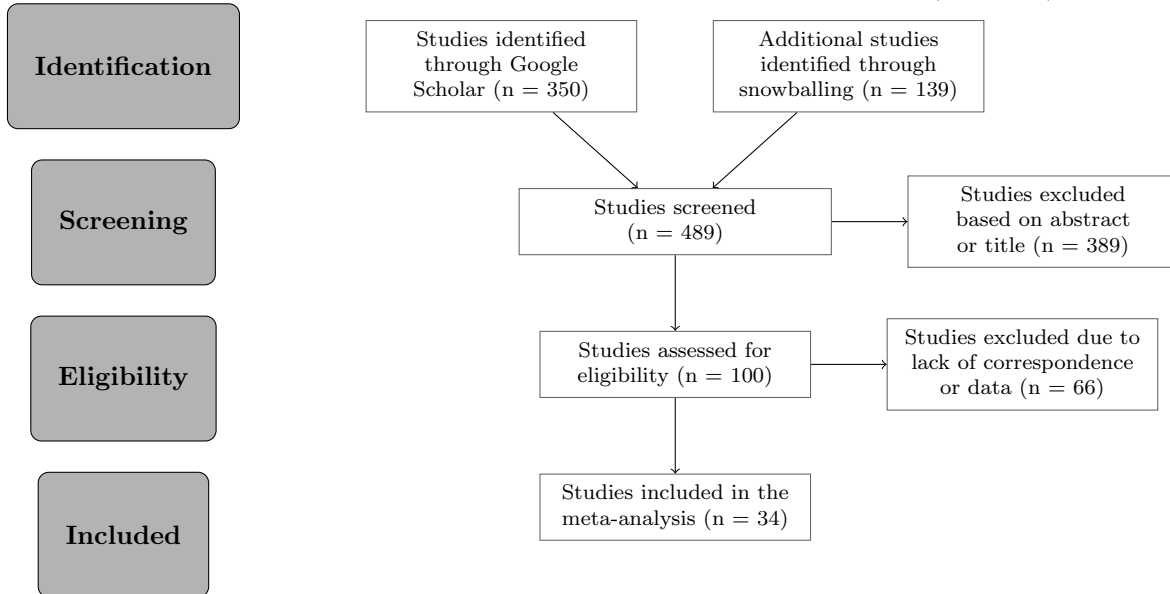 Identification
Studies identified
through Google
Scholar (n = 350)
Additional studies
identified through
snowballing (n = 139)
Screening
Studies screened
(n = 489)
Studies excluded
based on abstract
or title (n = 389)
Eligibility
Studies assessed for
eligibility (n = 100)
Studies excluded due to
lack of correspondence
or data (n = 66)
Included
Studies included in the
meta-analysis (n = 34)